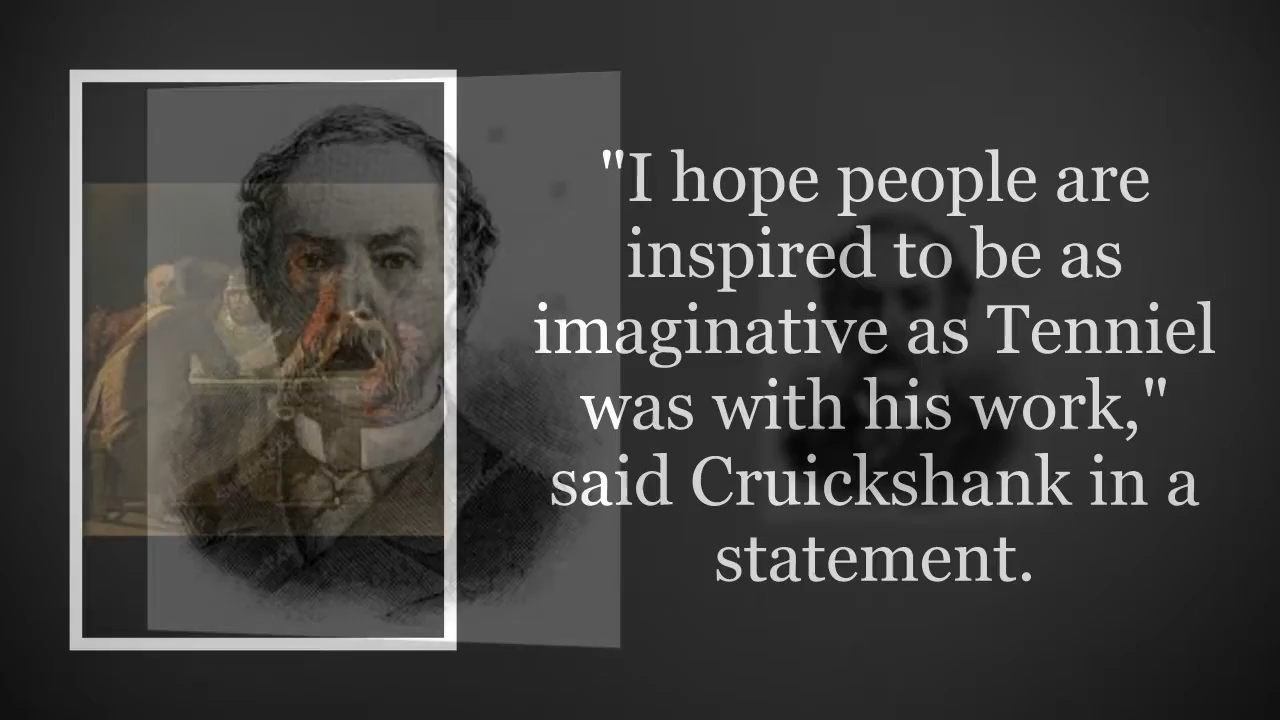 "I hope people are
inspired to be as
imaginative as Tenniel
was with his work,"
said Cruickshank in a
statement.